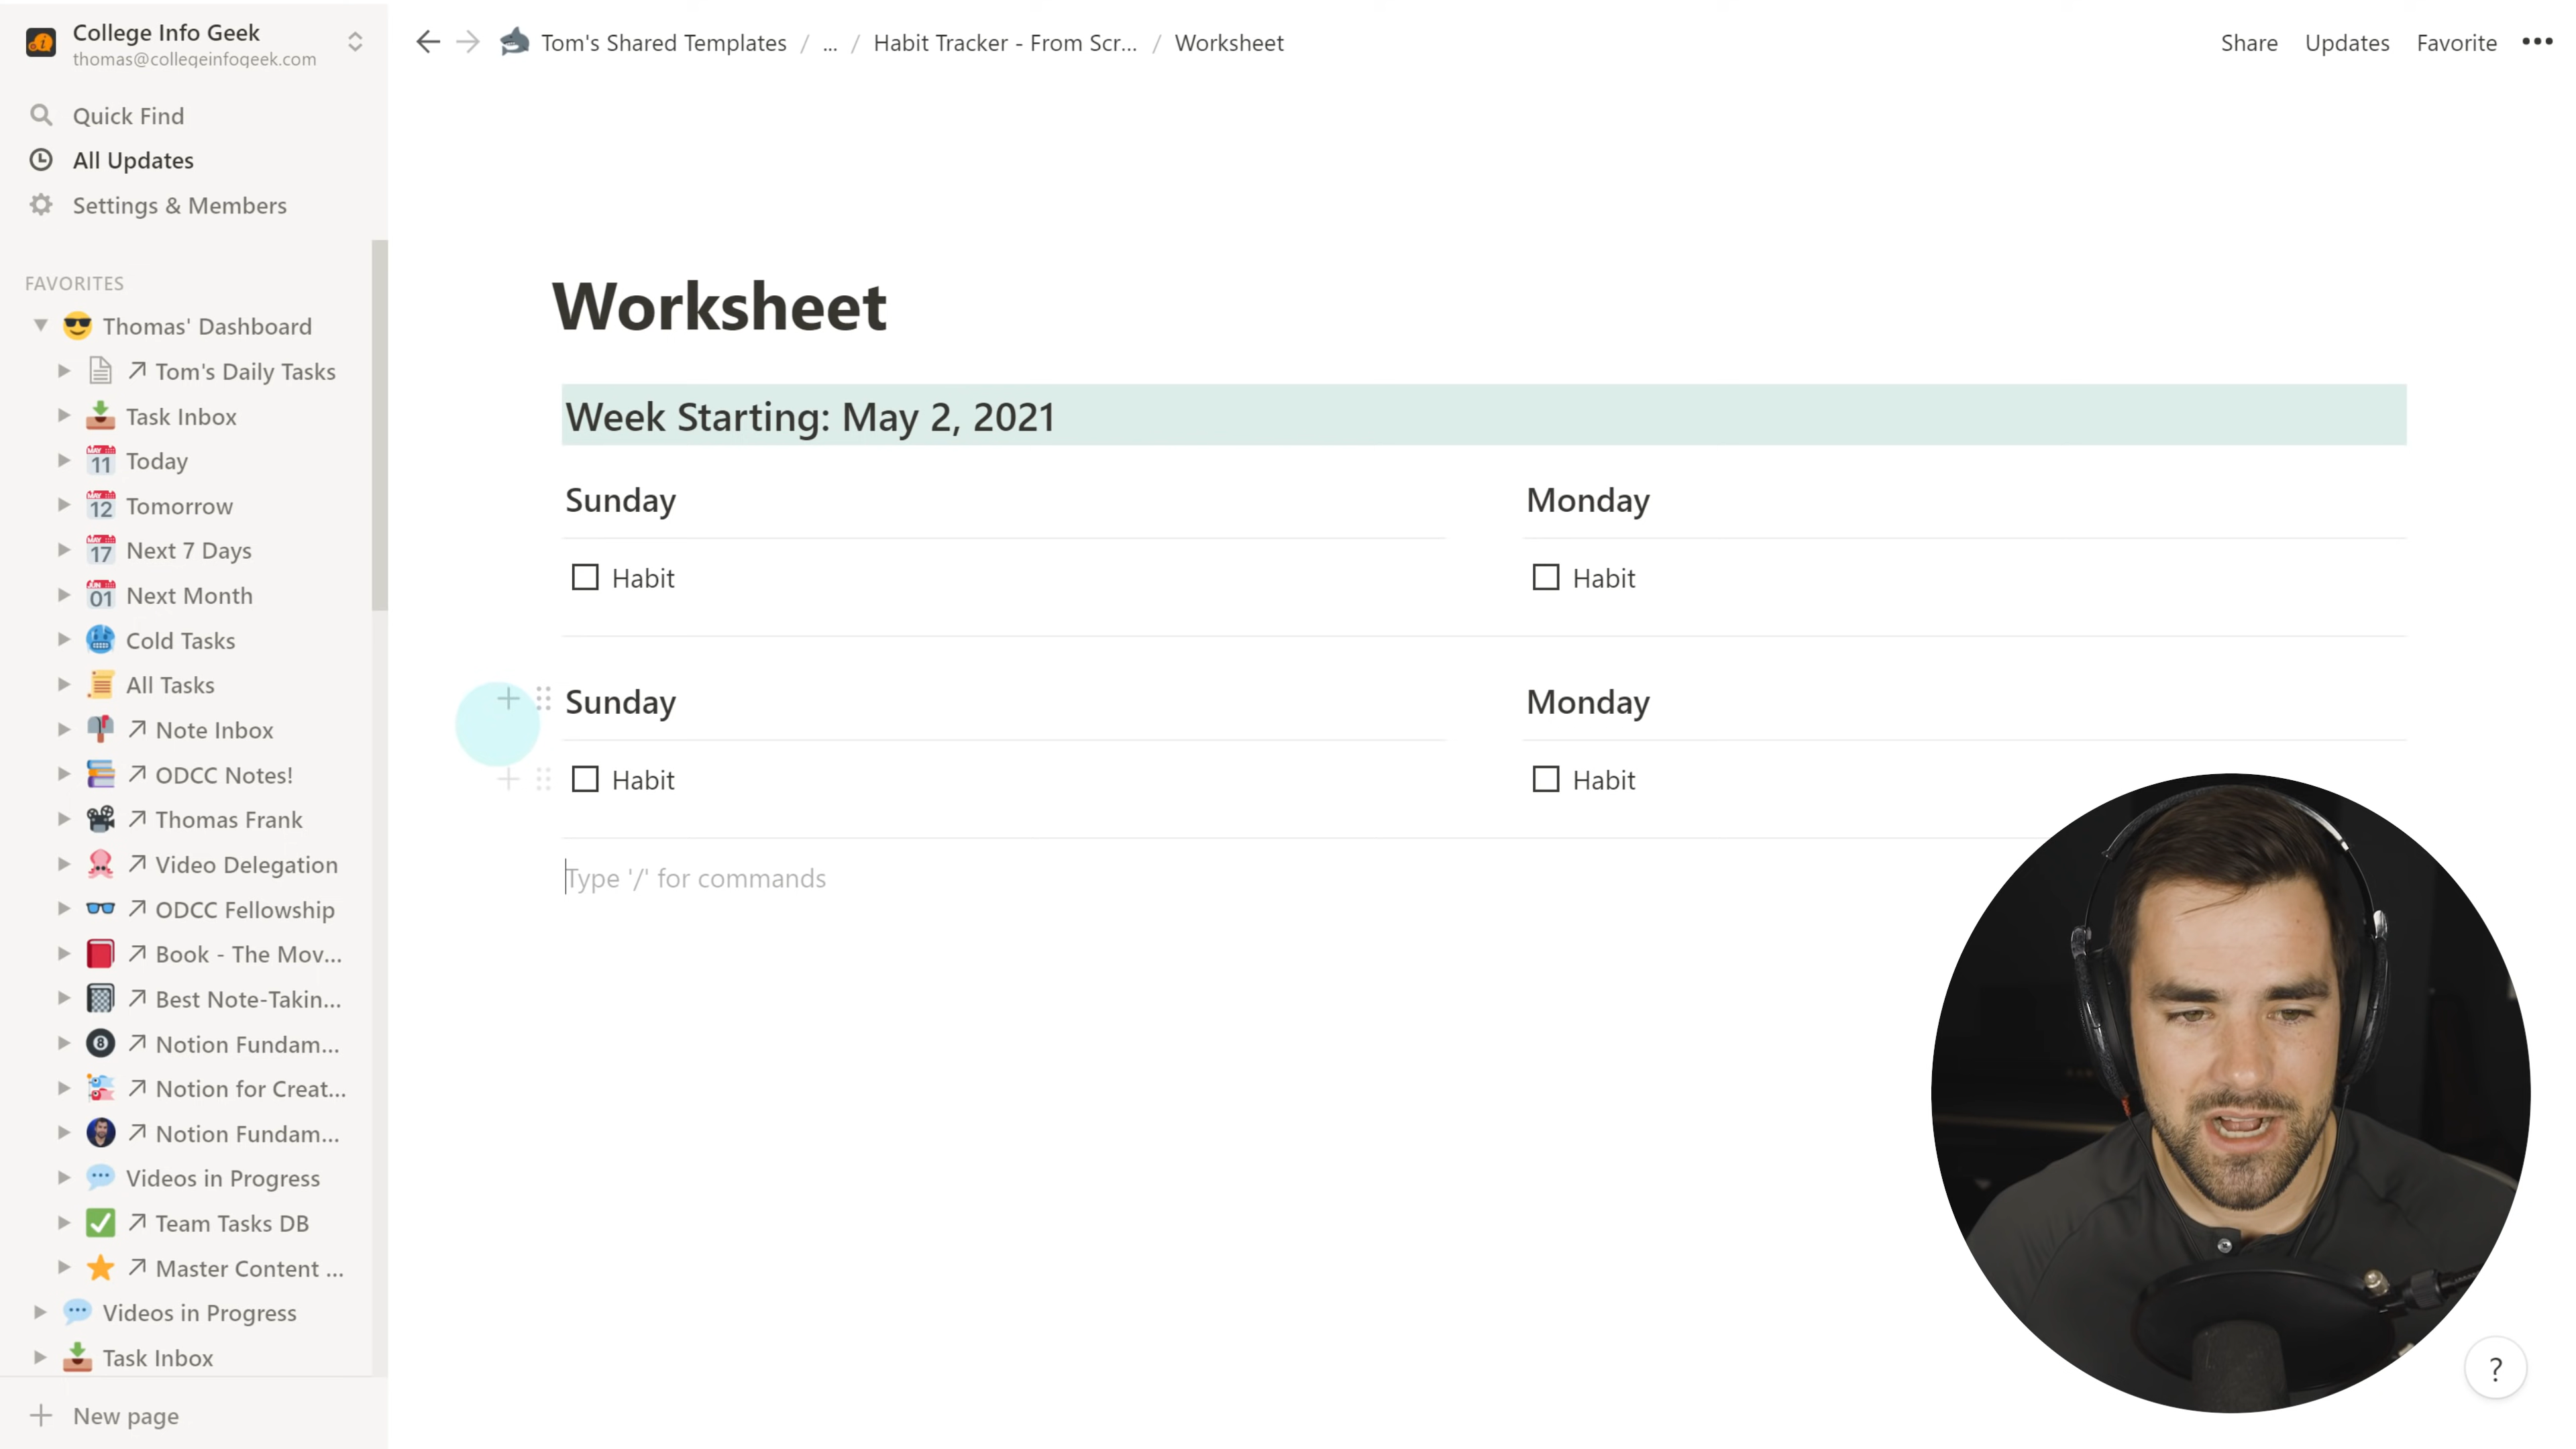 College Info Geek
thomas@collegeinfogeek.com
Quick Find
All Updates
Settings & Members
FAVORITES
Thomas' Dashboard
Tom's Daily Tasks
Task Inbox
11 Today
12 Tomorrow
17 Next 7 Days
01 Next Month
Cold Tasks
All Tasks
Note Inbox
ODCC Notes!
Thomas Frank
Video Delegation
ODCC Fellowship
Book - The Mov...
Best Note-Takin...
8 Notion Fundam...
Notion for Creat...
Notion Fundam...
Videos in Progress
Team Tasks DB
Master Content ...
Videos in Progress
Task Inbox
New page
Tom's Shared Templates / ... / Habit Tracker - From Scr... / Worksheet
Share Updates Favorite
Worksheet
Week Starting: May 2, 2021
Sunday
Habit
Monday
Habit
Sunday
Habit
Monday
Habit
Type '/' for commands
?